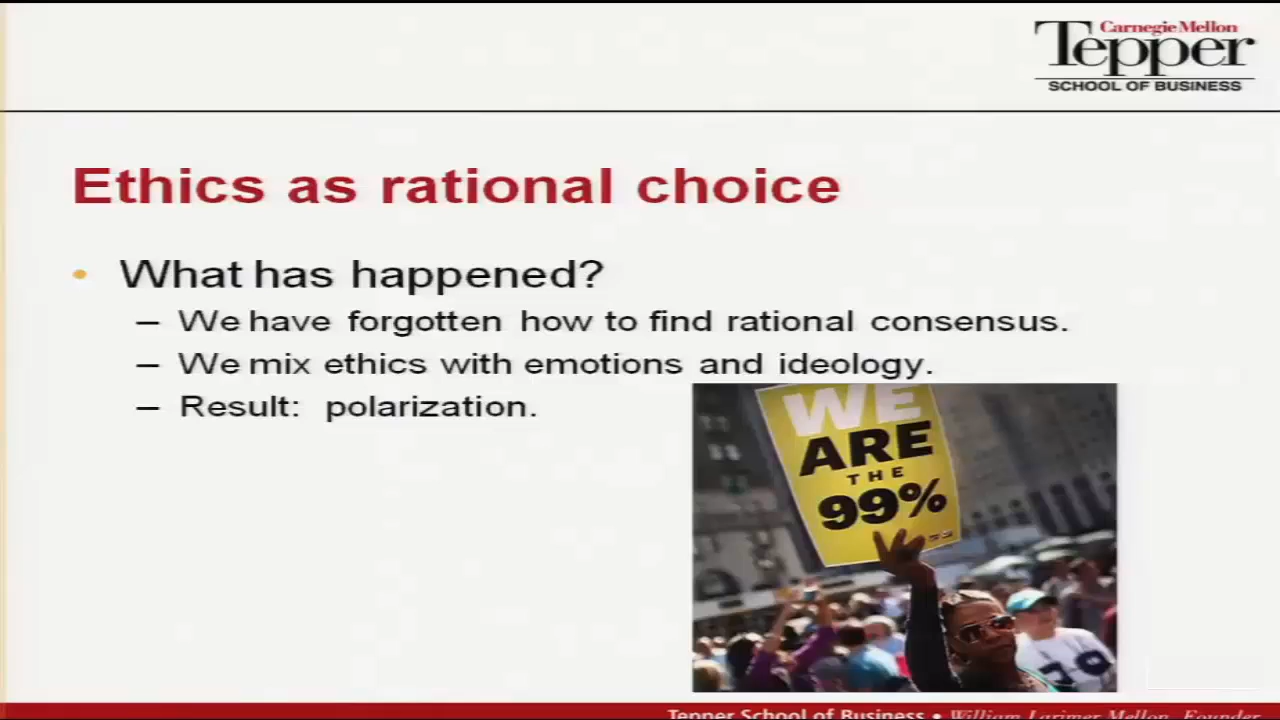 Carnegie Mellon
Tepper
SCHOOL OF BUSINESS
Ethics as rational choice
• What has happened?
– We have forgotten how to find rational consensus.
– We mix ethics with emotions and ideology.
– Result: polarization.
WE
ARE
THE
99%
Tepper School of Business • William Larimer Mellon, Founder